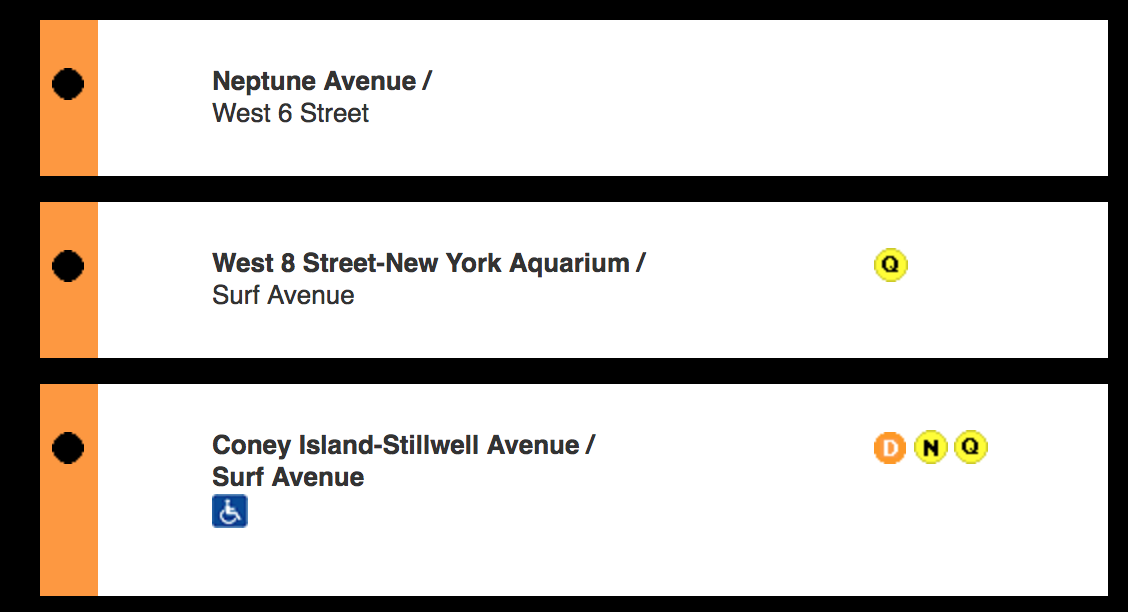 Neptune Avenue /
West 6 Street
West 8 Street-New York Aquarium / Q
Surf Avenue
Coney Island-Stillwell Avenue / D N Q
Surf Avenue